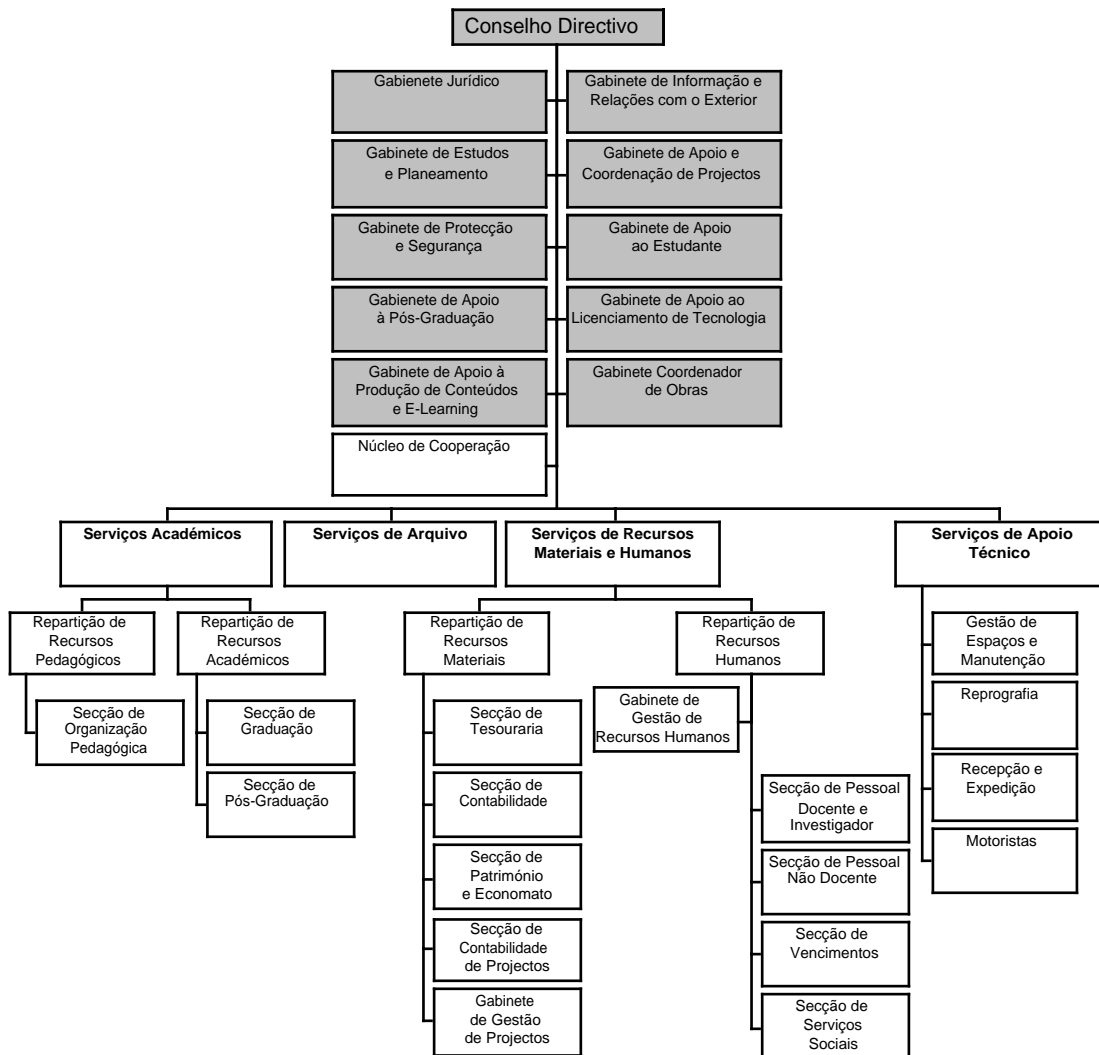 Conselho Directivo
Gabienete Jurídico
Gabinete de Informação e
Relações com o Exterior
Gabinete de Estudos
e Planeamento
Gabinete de Apoio e
Coordenação de Projectos
Gabinete de Protecção
e Segurança
Gabinete de Apoio
ao Estudante
Gabienete de Apoio
à Pós-Graduação
Gabinete de Apoio ao
Licenciamento de Tecnologia
Gabinete de Apoio à
Produção de Conteúdos
e E-Learning
Gabinete Coordenador
de Obras
Núcleo de Cooperação
Serviços Académicos
Serviços de Arquivo
Serviços de Recursos
Materiais e Humanos
Serviços de Apoio
Técnico
Repartição de
Recursos
Pedagógicos
Repartição de
Recursos
Académicos
Repartição de
Recursos
Materiais
Repartição de
Recursos
Humanos
Gestão de
Espaços e
Manutenção
Secção de
Organização
Pedagógica
Secção de
Graduação
Secção de
Pós-Graduação
Secção de
Tesouraria
Secção de
Contabilidade
Secção de
Património
e Economato
Secção de
Contabilidade
de Projectos
Gabinete
de Gestão
de Projectos
Gabinete de
Gestão de
Recursos Humanos
Secção de Pessoal
Docente e
Investigador
Secção de Pessoal
Não Docente
Secção de
Vencimentos
Secção de
Serviços
Sociais
Reprografia
Recepção e
Expedição
Motoristas